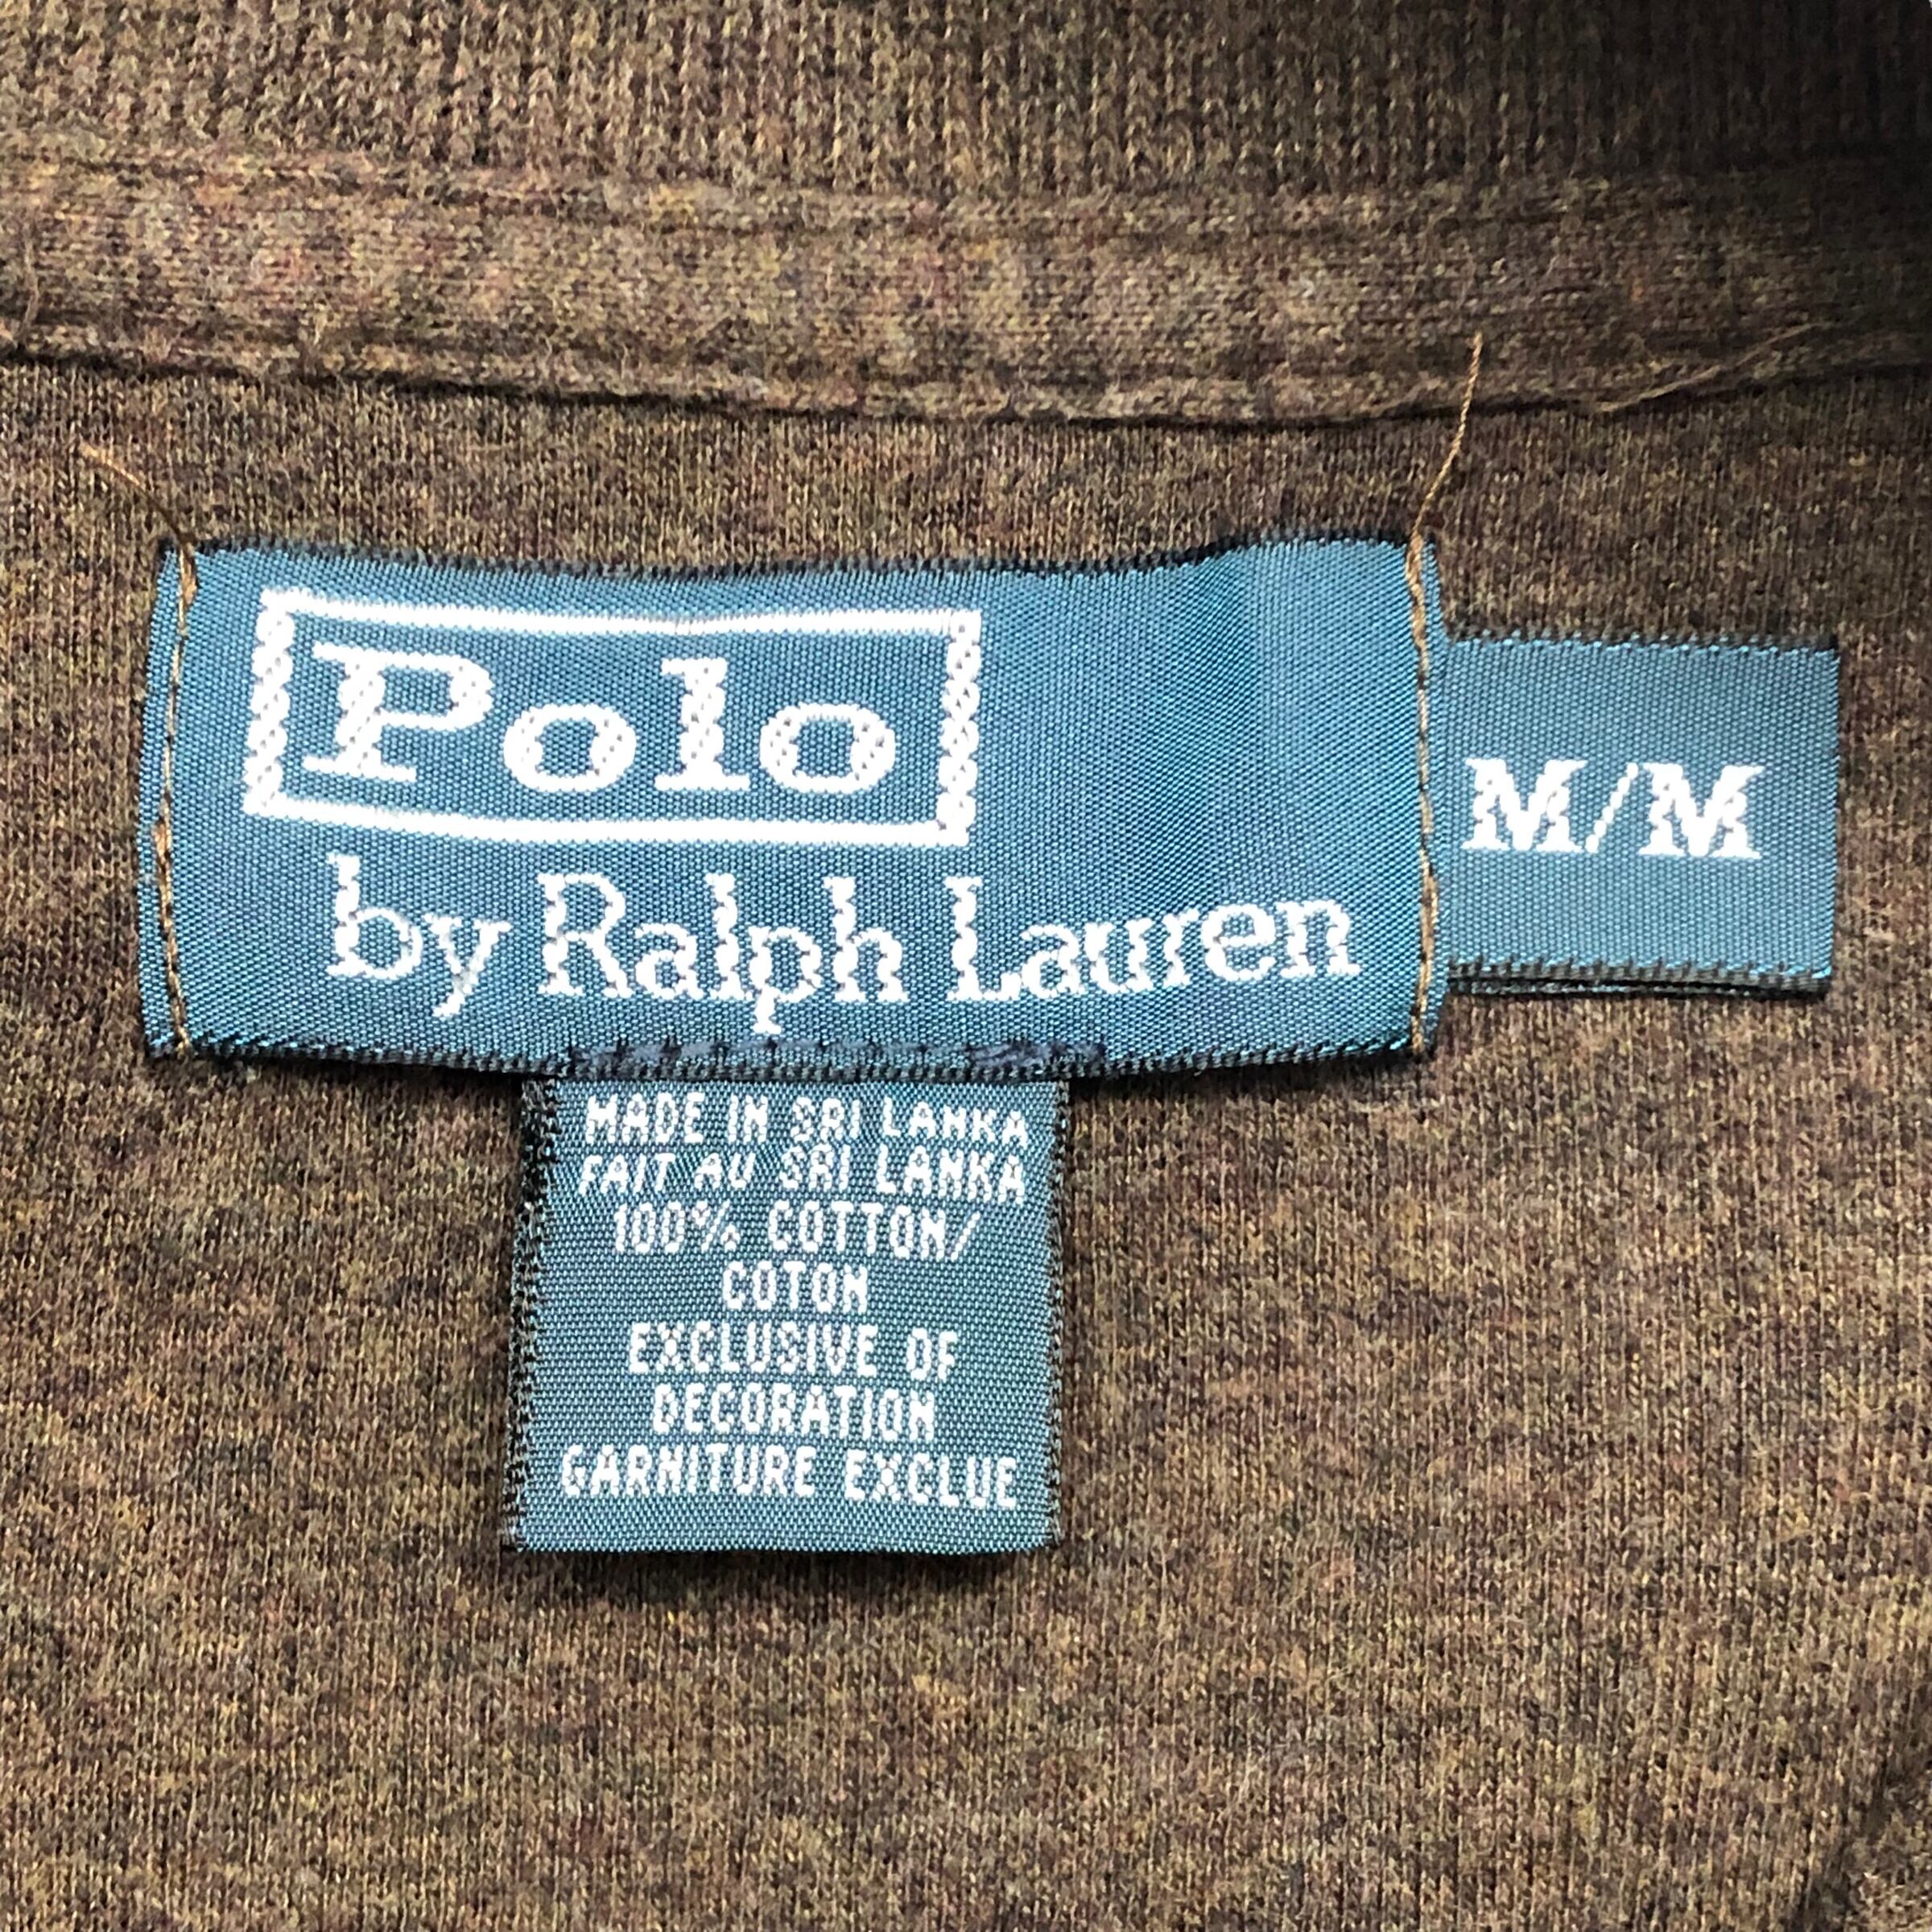 Polo
by Ralph Lauren
M/M
MADE IN SRI LANKA
FAIT AU SRI LANKA
100% COTTON/
COTON
EXCLUSIVE OF
DECORATION
GARNITURE EXCLUE